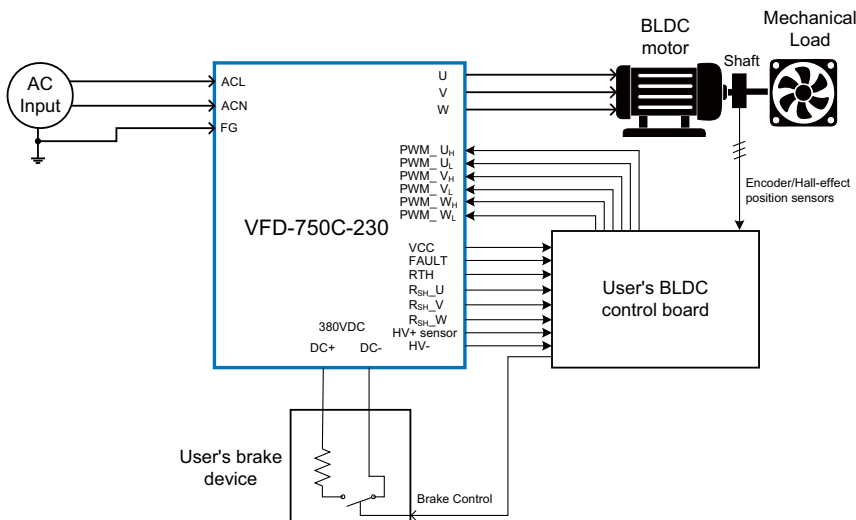 BLDC
motor
Mechanical
Load
Shaft
AC
Input
ACL
ACN
FG
U
V
W
PWM_ UH
PWM_ UL
PWM_ VH
PWM_ VL
PWM_ WH
PWM_ WL
Encoder/Hall-effect
position sensors
VFD-750C-230
VCC
FAULT
RTH
RSH_U
RSH_V
RSH_W
HV+ sensor
HV-
User's BLDC
control board
380VDC
DC+ DC-
User's brake
device
Brake Control